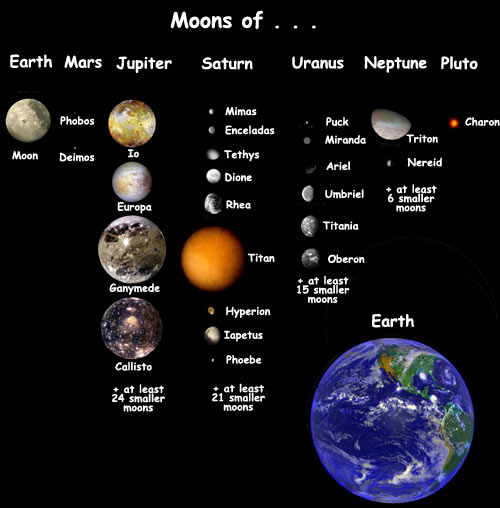 Moons of . . .
Earth Mars Jupiter Saturn Uranus Neptune Pluto
Moon
Phobos
Deimos
Io
Europa
Ganymede
Callisto
+ at least
24 smaller
moons
Mimas
Enceladas
Tethys
Dione
Rhea
Titan
Hyperion
Iapetus
Phoebe
+ at least
21 smaller
moons
Puck
Miranda
Ariel
Umbriel
Titania
Oberon
+ at least
15 smaller
moons
Triton
Nereid
+ at least
6 smaller
moons
Charon
Earth